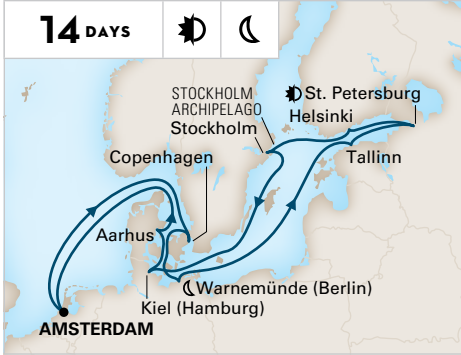 14 DAYS
STOCKHOLM
ARCHIPELAGO
Stockholm
St. Petersburg
Helsinki
Tallinn
Copenhagen
Aarhus
Warnemünde (Berlin)
Kiel (Hamburg)
AMSTERDAM